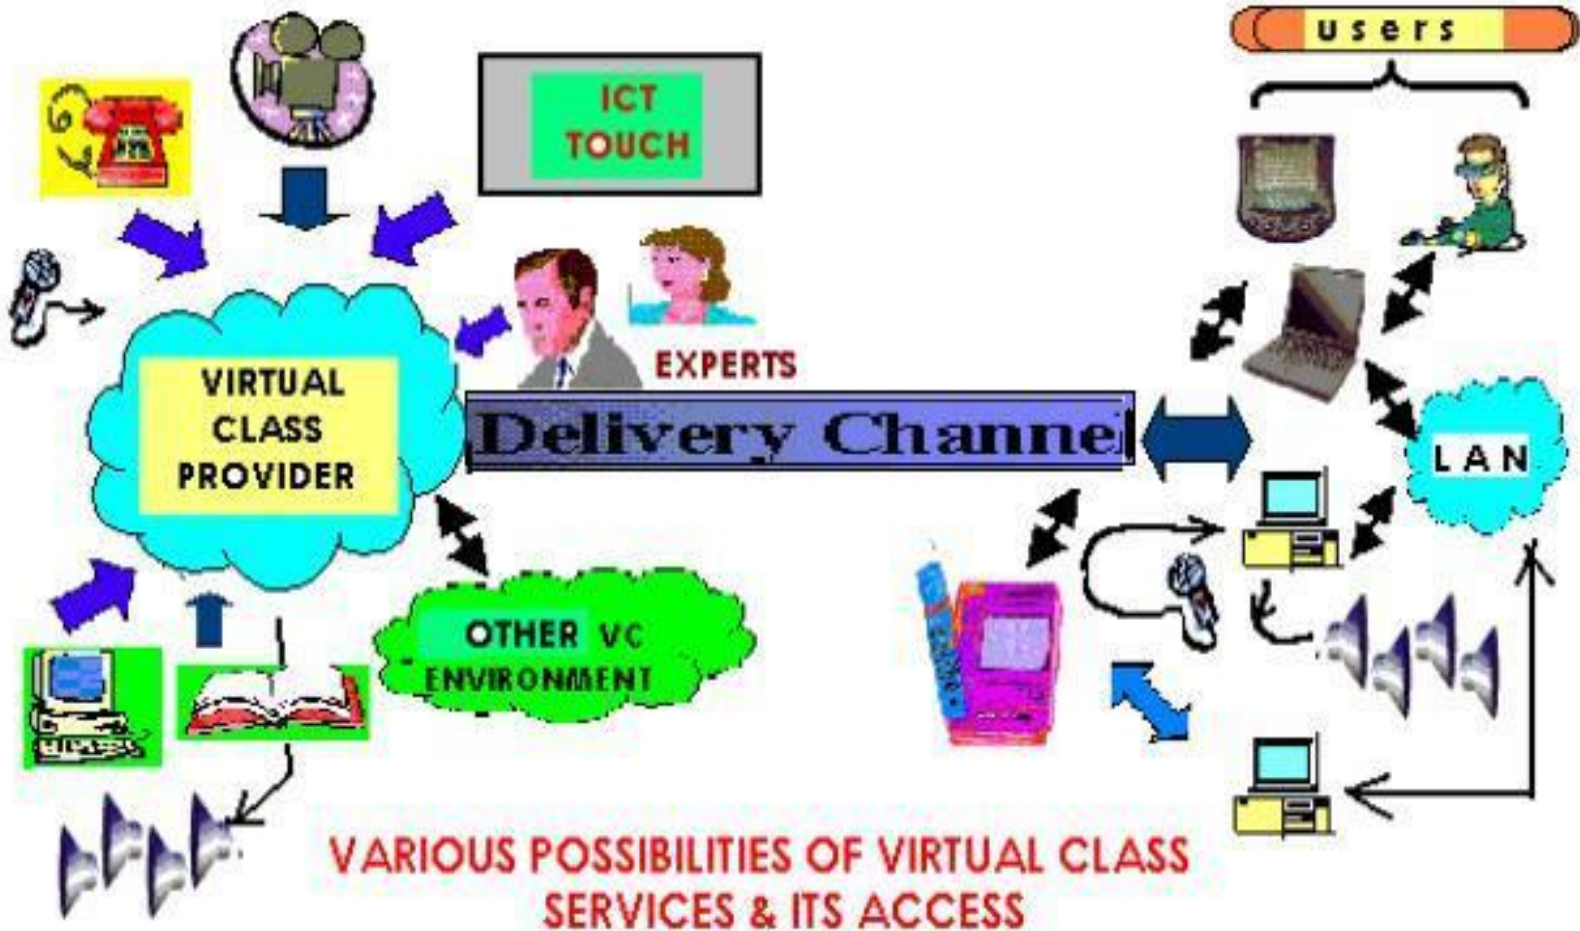 users
ICT
TOUCH
EXPERTS
VIRTUAL
CLASS
PROVIDER
Delivery Channel
LAN
OTHER VC
ENVIRONMENT
VARIOUS POSSIBILITIES OF VIRTUAL CLASS
SERVICES & ITS ACCESS